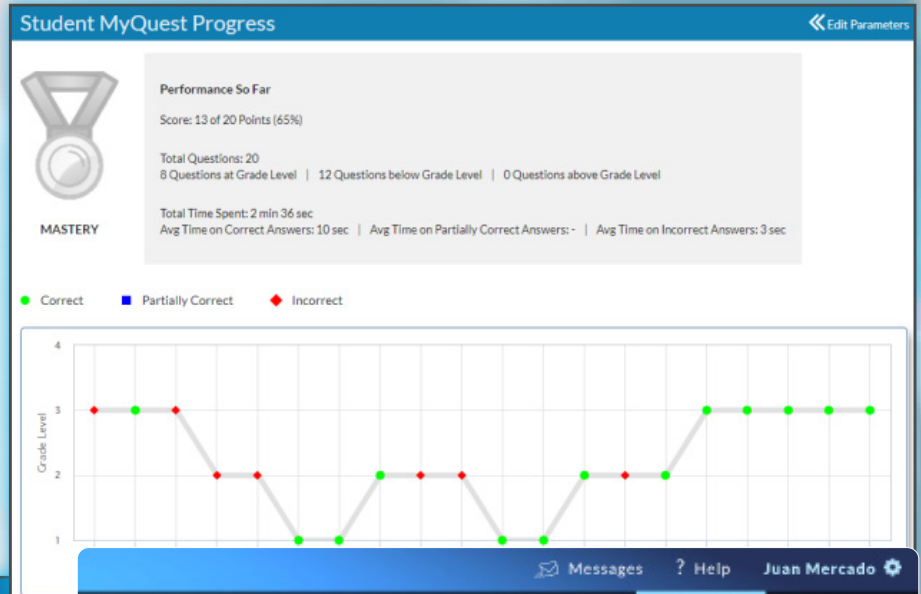 Student MyQuest Progress
Edit Parameters
Performance So Far
Score: 13 of 20 Points (65%)
Total Questions: 20
8 Questions at Grade Level | 12 Questions below Grade Level | 0 Questions above Grade Level
Total Time Spent: 2 min 36 sec
Avg Time on Correct Answers: 10 sec | Avg Time on Partially Correct Answers: - | Avg Time on Incorrect Answers: 3 sec
MASTERY
Correct
Partially Correct
Incorrect
4
3
2
1
Grade Level
Messages
? Help
Juan Mercado